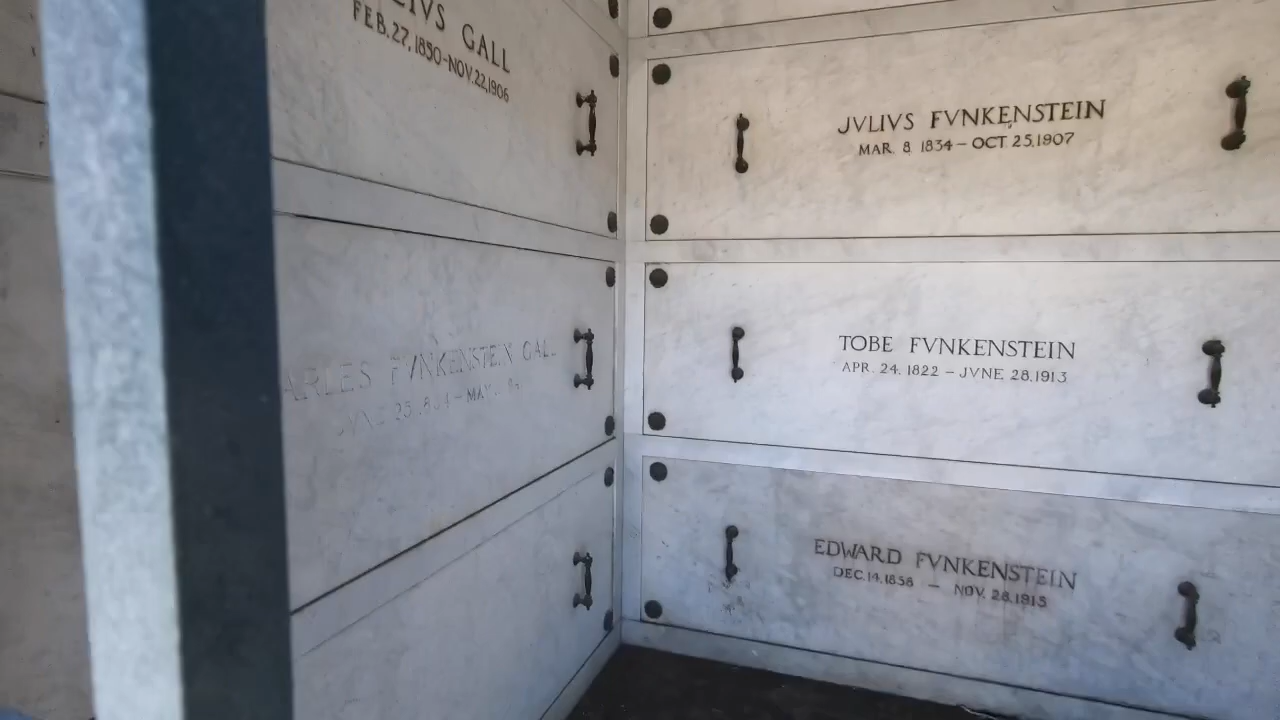 GALL
FEB. 27, 1850-NOV. 22, 1906
FVNKENSTEIN
JVLIVS FVNKENSTEIN
MAR. 8, 1834 – OCT. 25, 1907
TOBE FVNKENSTEIN
APR. 24, 1822 – JVNE 28, 1913
EDWARD FVNKENSTEIN
DEC. 14, 1858 – NOV. 28, 1915